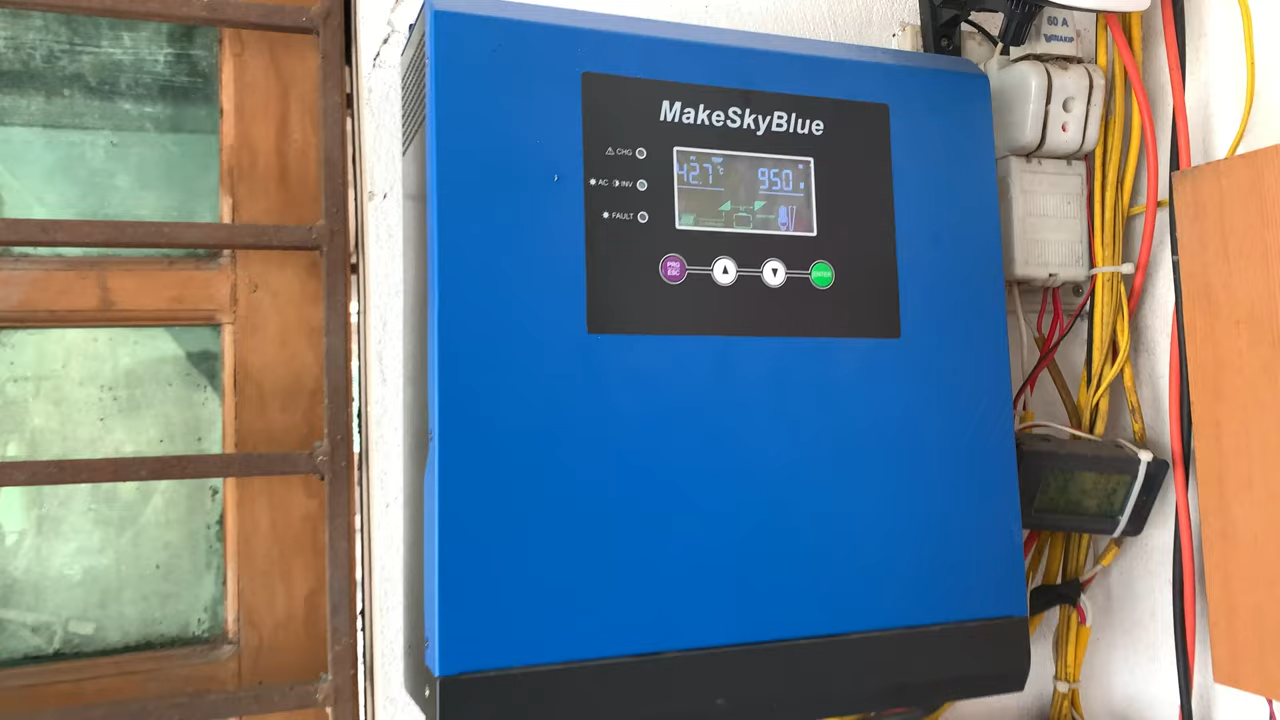 60 A
MakeSkyBlue
CHG
42.7 °C
950
AC INV
FAULT
PRG
ESC
ENTER